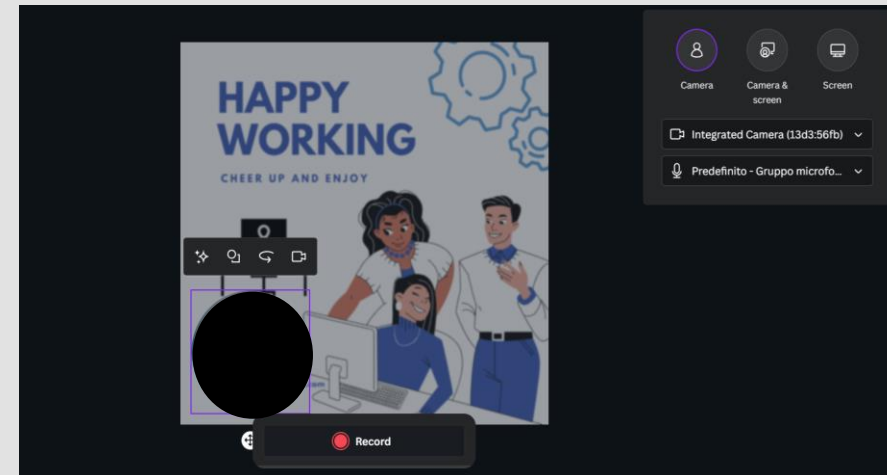 HAPPY
WORKING
CHEER UP AND ENJOY
Record
Camera
Camera &
screen
Screen
Integrated Camera (13d3:56fb)
Predefinito - Gruppo microfo...